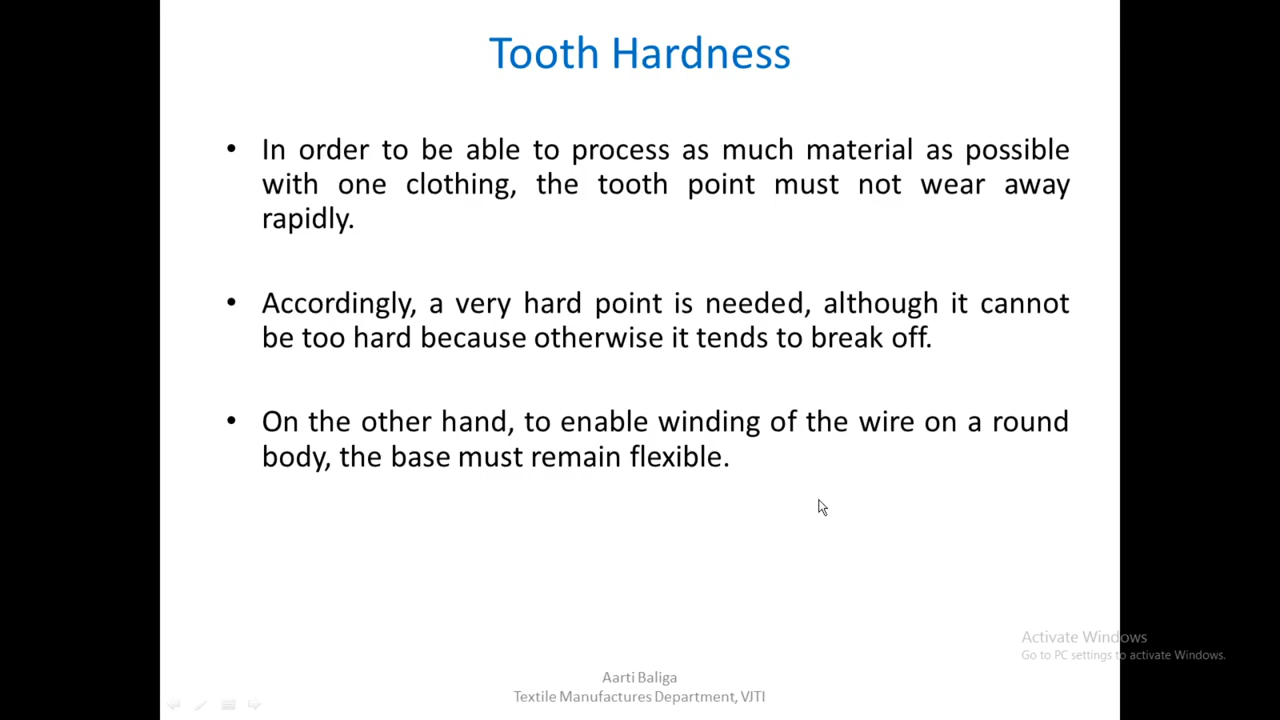 Tooth Hardness
• In order to be able to process as much material as possible
with one clothing, the tooth point must not wear away
rapidly.
• Accordingly, a very hard point is needed, although it cannot
be too hard because otherwise it tends to break off.
• On the other hand, to enable winding of the wire on a round
body, the base must remain flexible.
Activate Windows
Go to PC settings to activate Windows.
Aarti Baliga
Textile Manufactures Department, VJTI